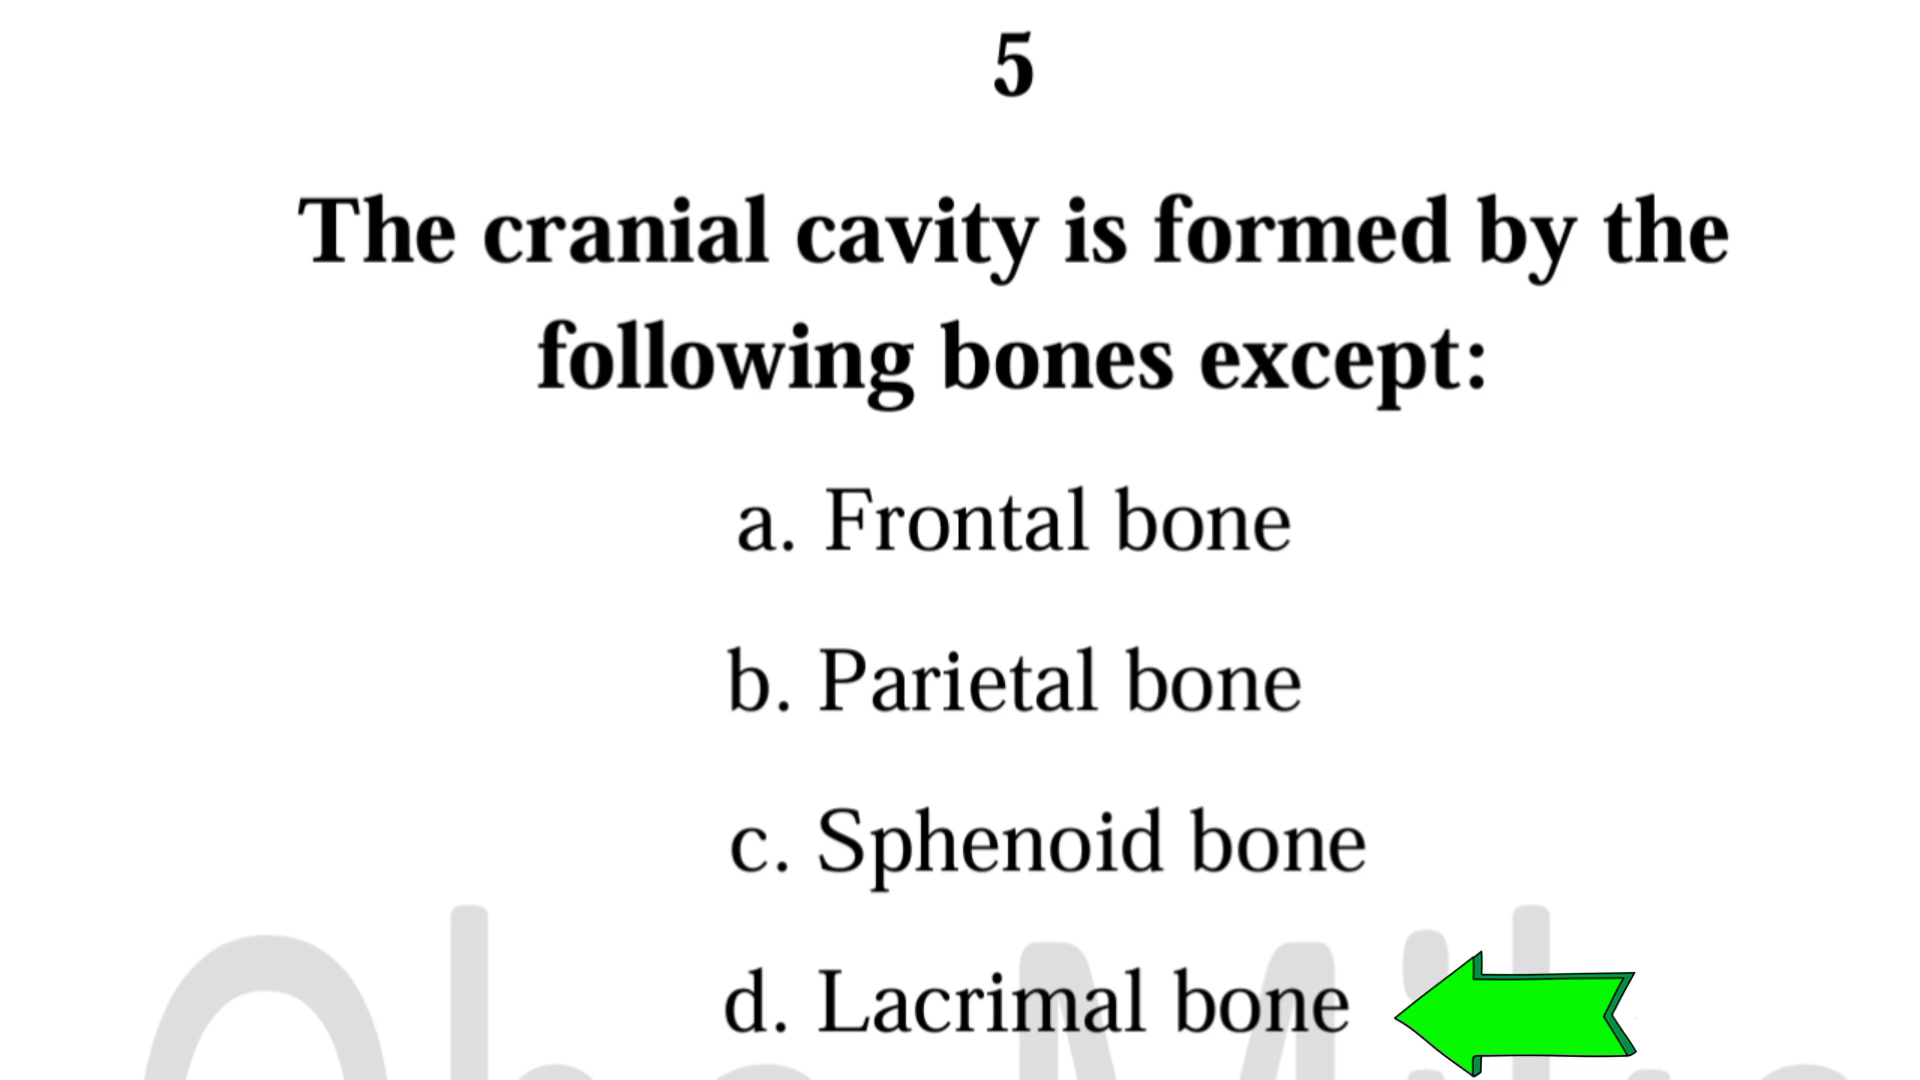 5
The cranial cavity is formed by the
following bones except:
a. Frontal bone
b. Parietal bone
c. Sphenoid bone
d. Lacrimal bone